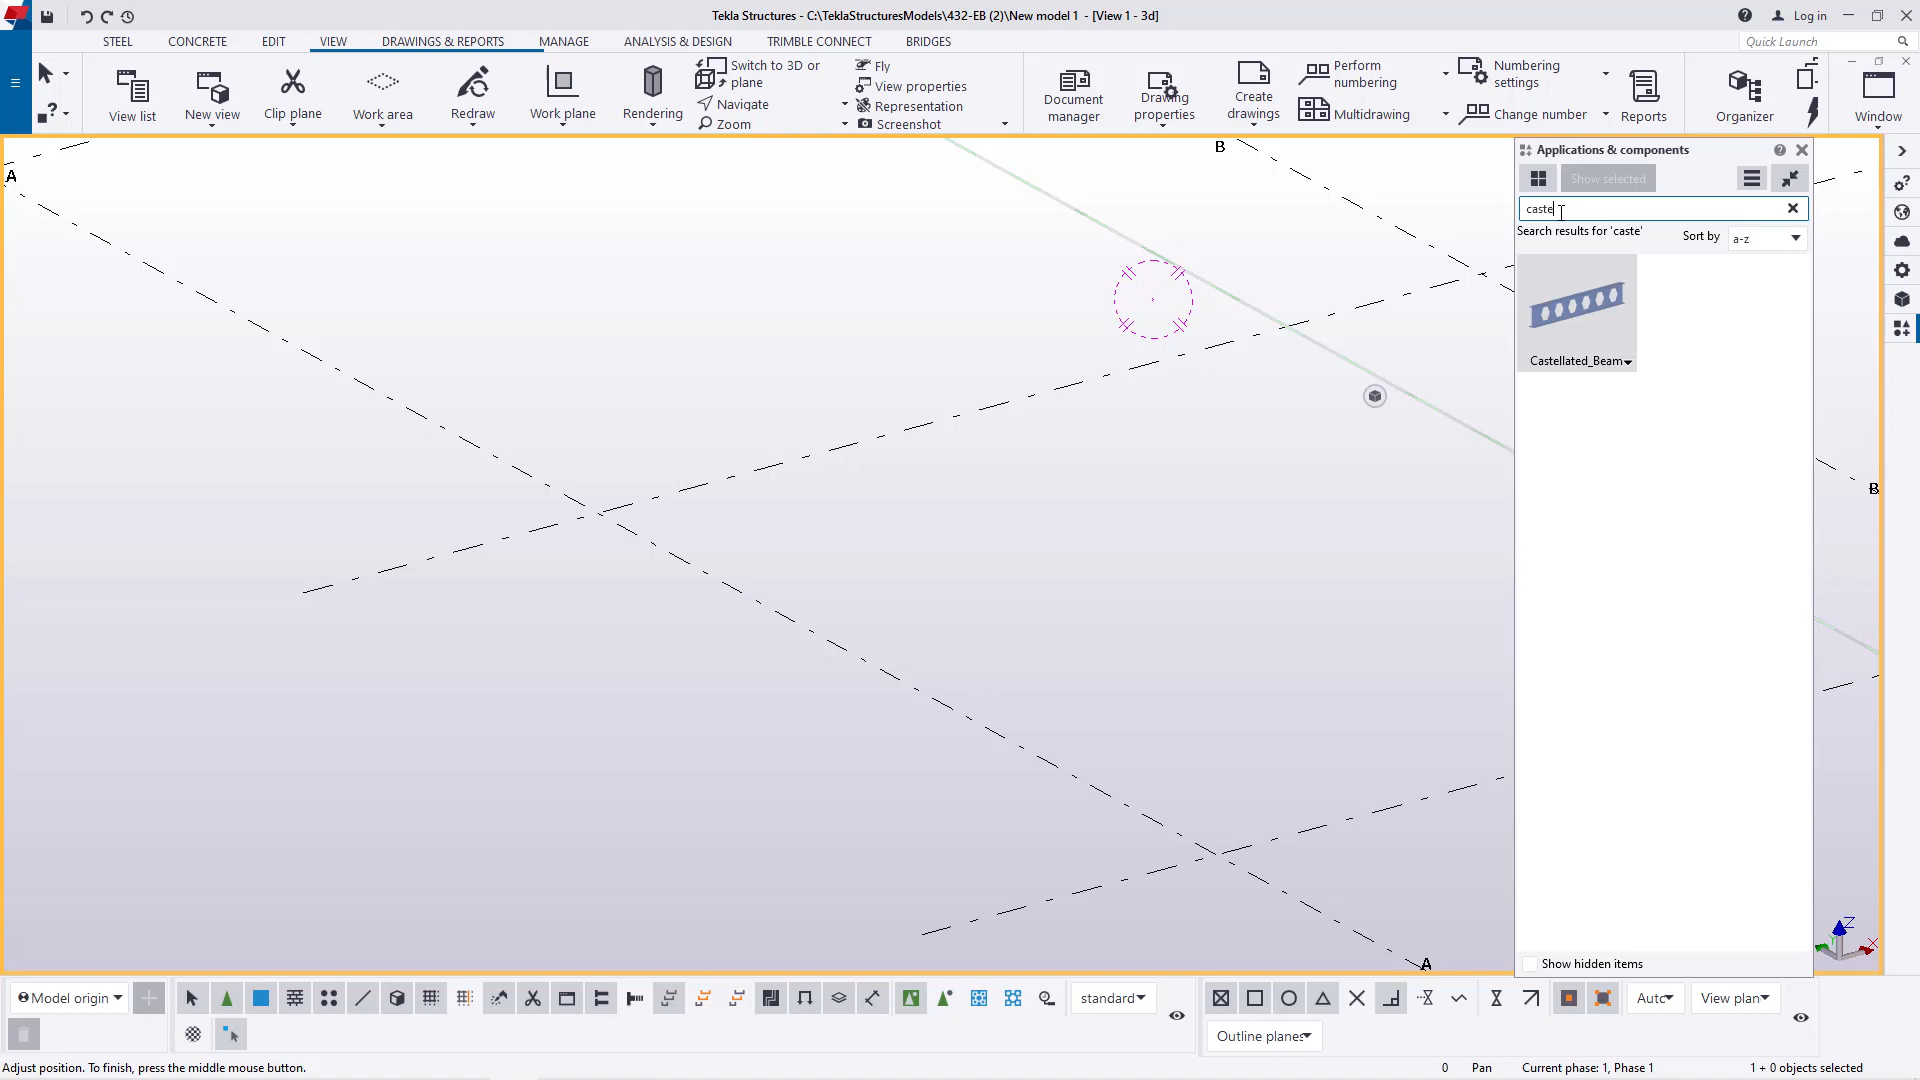 Tekla Structures - C:\TeklaStructuresModels\432-EB (2)\New model 1 - [View 1 - 3d]
Log in
STEEL
CONCRETE
EDIT
VIEW
DRAWINGS & REPORTS
MANAGE
ANALYSIS & DESIGN
TRIMBLE CONNECT
BRIDGES
Quick Launch
View list
New view
Clip plane
Work area
Redraw
Work plane
Rendering
Switch to 3D or
plane
Navigate
Zoom
Fly
View properties
Representation
Screenshot
Document
manager
Drawing
properties
Create
drawings
Perform
numbering
Multidrawing
Numbering
settings
Change number
Reports
Organizer
Window
A
B
Applications & components
Show selected
caste
Search results for 'caste'
Sort by
a-z
Castellated_Beam
B
A
Z
X
Show hidden items
Model origin
standard
Auto
View plan
Outline planes
Adjust position. To finish, press the middle mouse button.
0
Pan
Current phase: 1, Phase 1
1 + 0 objects selected